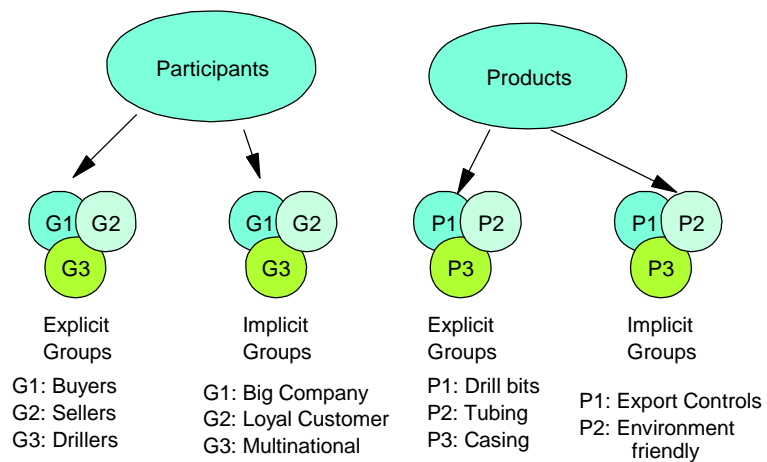 Participants
Products
G1 G2
G3
G1 G2
G3
P1 P2
P3
P1 P2
P3
Explicit
Groups
Implicit
Groups
Explicit
Groups
Implicit
Groups
G1: Buyers
G2: Sellers
G3: Drillers
G1: Big Company
G2: Loyal Customer
G3: Multinational
P1: Drill bits
P2: Tubing
P3: Casing
P1: Export Controls
P2: Environment
friendly